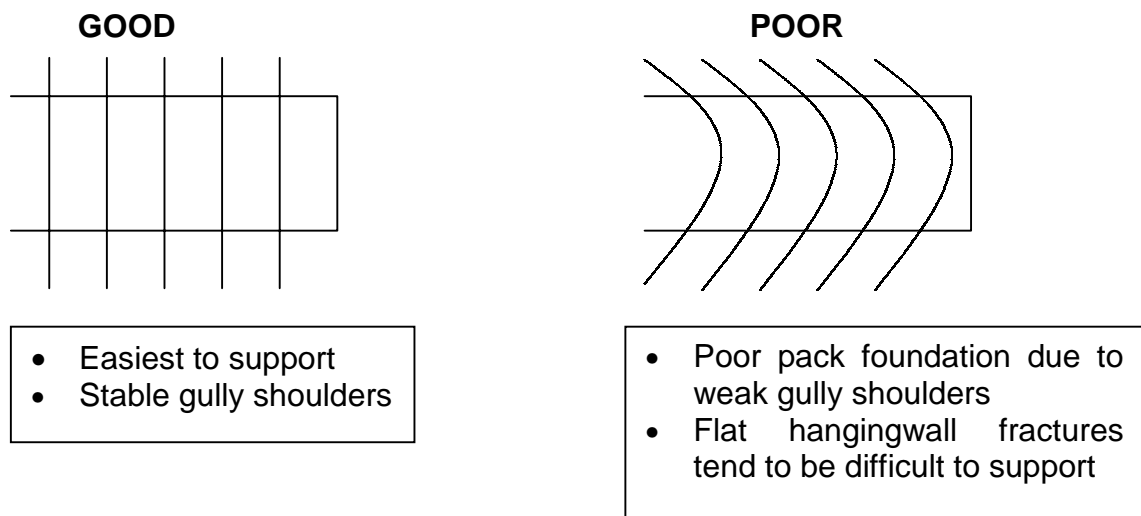 GOOD
POOR
• Easiest to support
• Stable gully shoulders
• Poor pack foundation due to
weak gully shoulders
• Flat hangingwall fractures
tend to be difficult to support